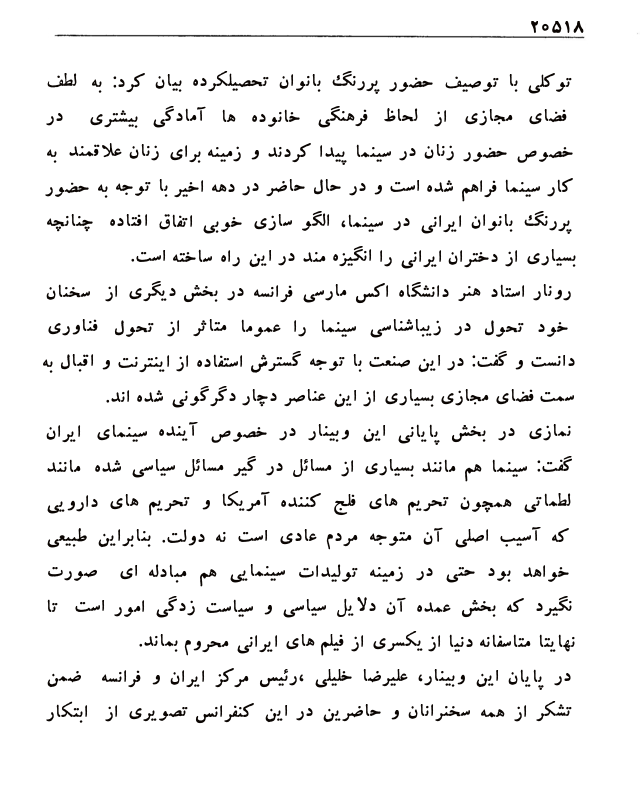 ۲۰۵۱۸
توکلی با توصیف حضور پررنگ بانوان تحصیلکرده بیان کرد: به لطف
فضای مجازی از لحاظ فرهنگی خانوده ها آمادگی بیشتری در
خصوص حضور زنان در سینما پیدا کردند و زمینه برای زنان علاقمند به
کار سینما فراهم شده است و در حال حاضر در دهه اخیر با توجه به حضور
پررنگ بانوان ایرانی در سینما، الگو سازی خوبی اتفاق افتاده چنانچه
بسیاری از دختران ایرانی را انگیزه مند در این راه ساخته است.
رونار استاد هنر دانشگاه اکس مارسی فرانسه در بخش دیگری از سخنان
خود تحول در زیباشناسی سینما را عموما متاثر از تحول فناوری
دانست و گفت: در این صنعت با توجه گسترش استفاده از اینترنت و اقبال به
سمت فضای مجازی بسیاری از این عناصر دچار دگرگونی شده اند.
نمازی در بخش پایانی این وبینار در خصوص آینده سینمای ایران
گفت: سینما هم مانند بسیاری از مسائل در گیر مسائل سیاسی شده مانند
لطماتی همچون تحریم های فلج کننده آمریکا و تحریم های دارویی
که آسیب اصلی آن متوجه مردم عادی است نه دولت. بنابراین طبیعی
خواهد بود حتی در زمینه تولیدات سینمایی هم مبادله ای صورت
نگیرد که بخش عمده آن دلایل سیاسی و سیاست زدگی امور است تا
نهایتا متاسفانه دنیا از یکسری از فیلم های ایرانی محروم بماند.
در پایان این وبینار، علیرضا خلیلی ،رئیس مرکز ایران و فرانسه ضمن
تشکر از همه سخنرانان و حاضرین در این کنفرانس تصویری از ابتکار